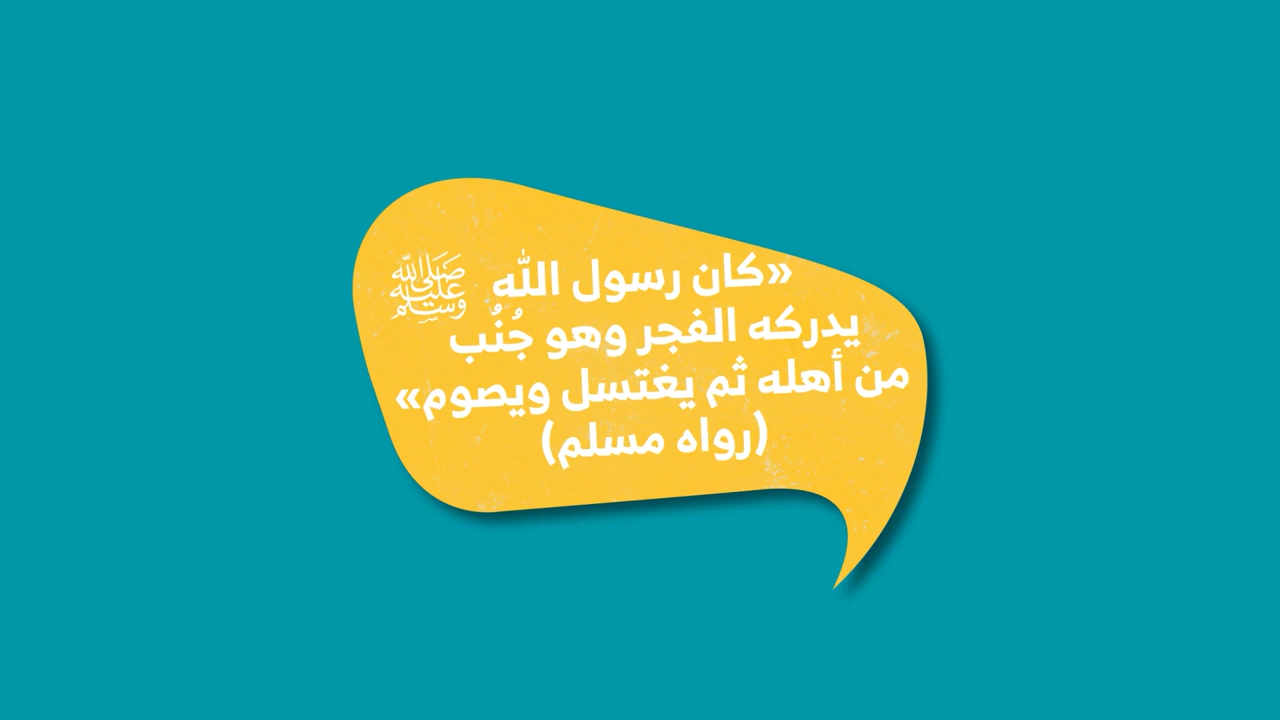 «كان رسول الله صلى الله عليه وسلم
يدركه الفجر وهو جُنُب
من أهله ثم يغتسل ويصوم»
(رواه مسلم)